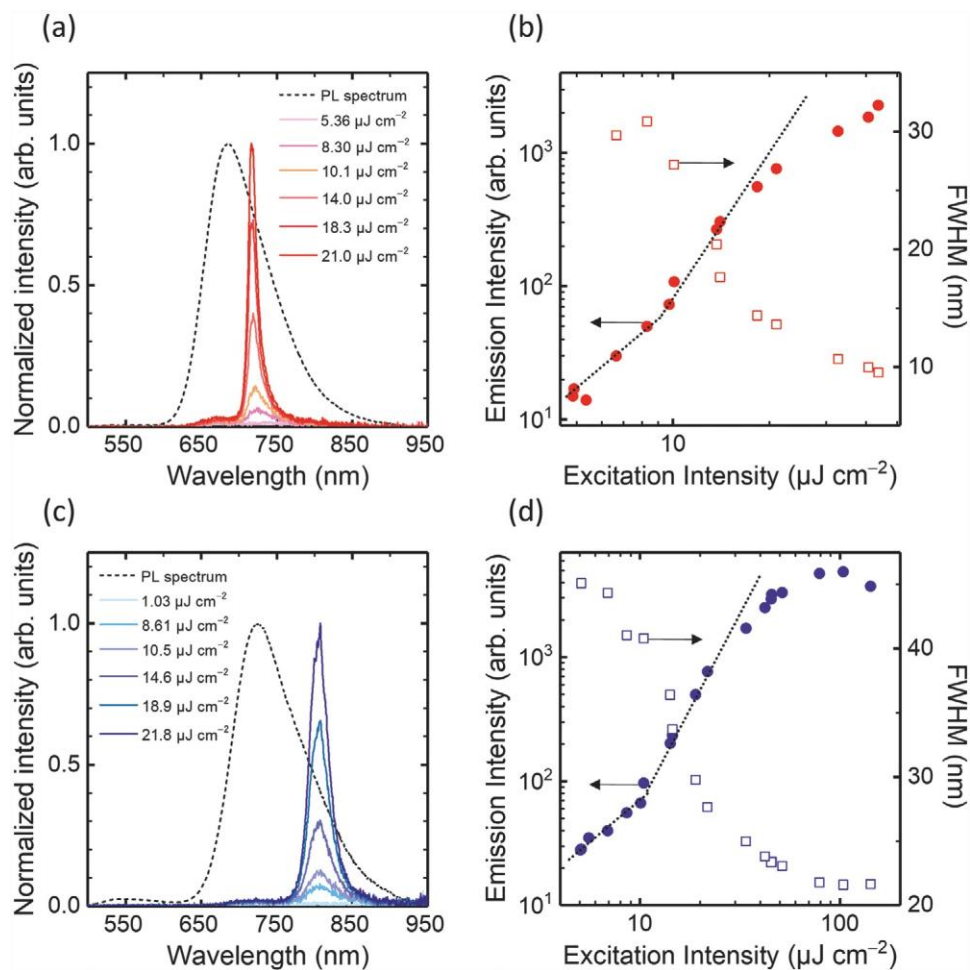 (a)
Normalized intensity (arb. units)
1.0
0.5
0.0
PL spectrum
5.36 μJ cm⁻²
8.30 μJ cm⁻²
10.1 μJ cm⁻²
14.0 μJ cm⁻²
18.3 μJ cm⁻²
21.0 μJ cm⁻²
550 650 750 850 950
Wavelength (nm)
(b)
Emission Intensity (arb. units)
10³
10²
10¹
30
20
10
FWHM (nm)
10
Excitation Intensity (μJ cm⁻²)
(c)
Normalized intensity (arb. units)
1.0
0.5
0.0
PL spectrum
1.03 μJ cm⁻²
8.61 μJ cm⁻²
10.5 μJ cm⁻²
14.6 μJ cm⁻²
18.9 μJ cm⁻²
21.8 μJ cm⁻²
550 650 750 850 950
Wavelength (nm)
(d)
Emission Intensity (arb. units)
10³
10²
10¹
40
30
20
FWHM (nm)
10 100
Excitation Intensity (μJ cm⁻²)